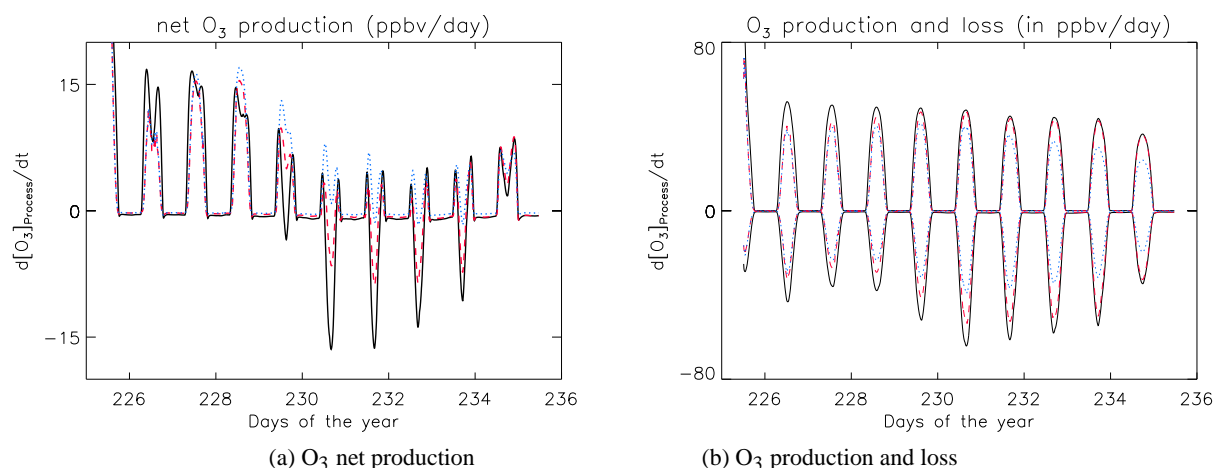 net O3 production (ppbv/day)
15
0
-15
d[O3]Process/dt
226 228 230 232 234 236
Days of the year
(a) O3 net production
O3 production and loss (in ppbv/day)
80
0
-80
d[O3]Process/dt
226 228 230 232 234 236
Days of the year
(b) O3 production and loss